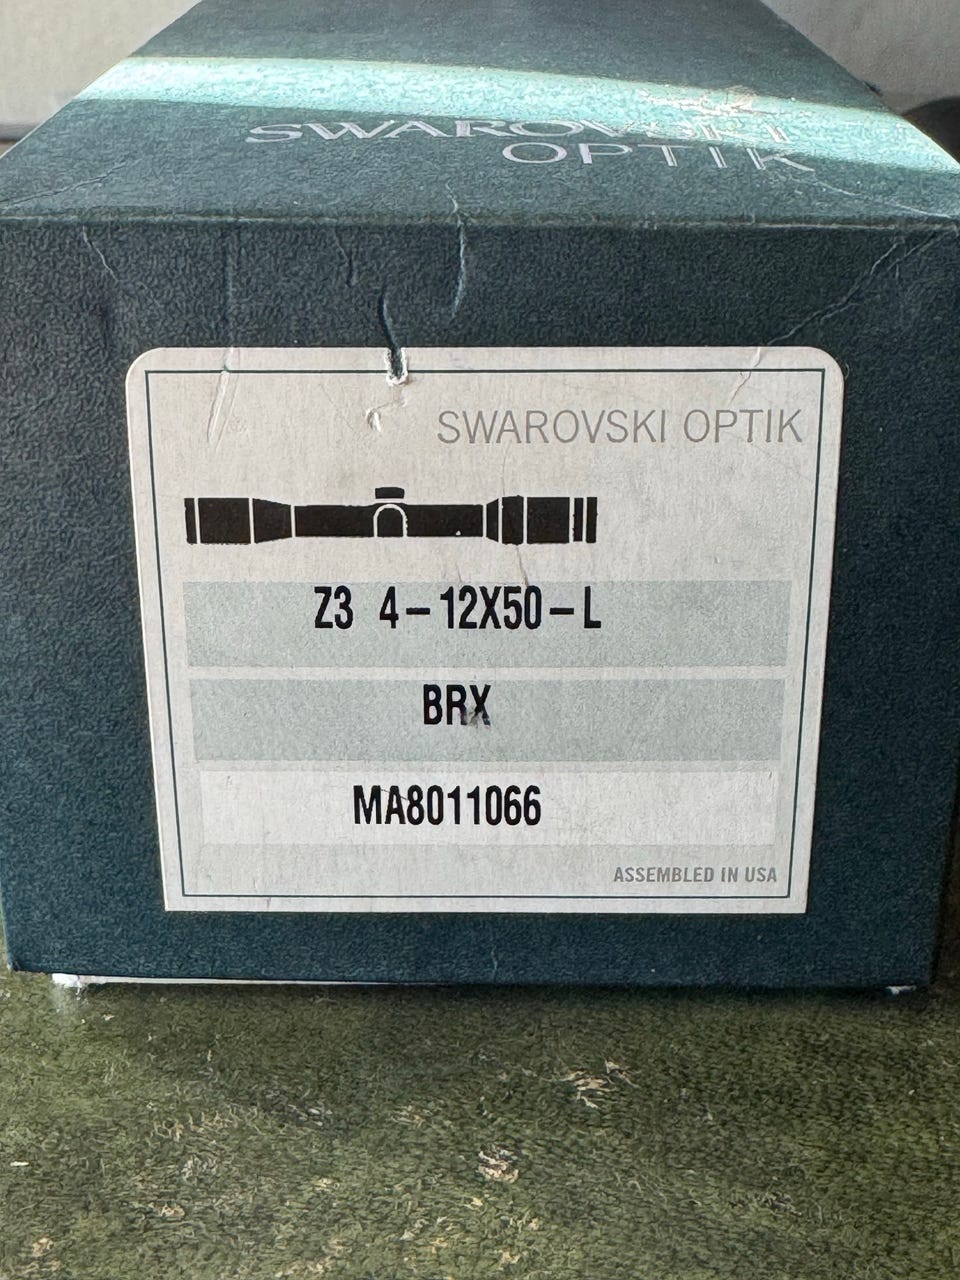 SWAROVSKI
OPTIK
SWAROVSKI OPTIK
Z3 4-12X50-L
BRX
MA8011066
ASSEMBLED IN USA